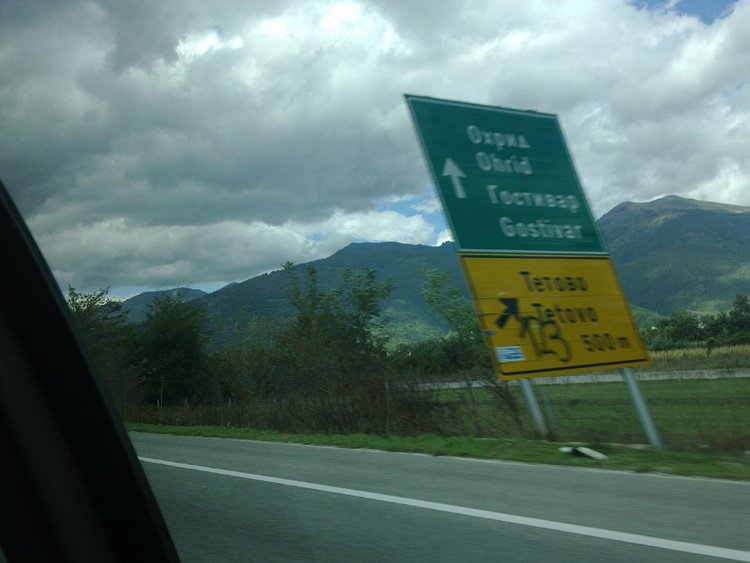 Охрид
Ohrid
Гостивар
Gostivar
Тетово
Tetovo
500 m